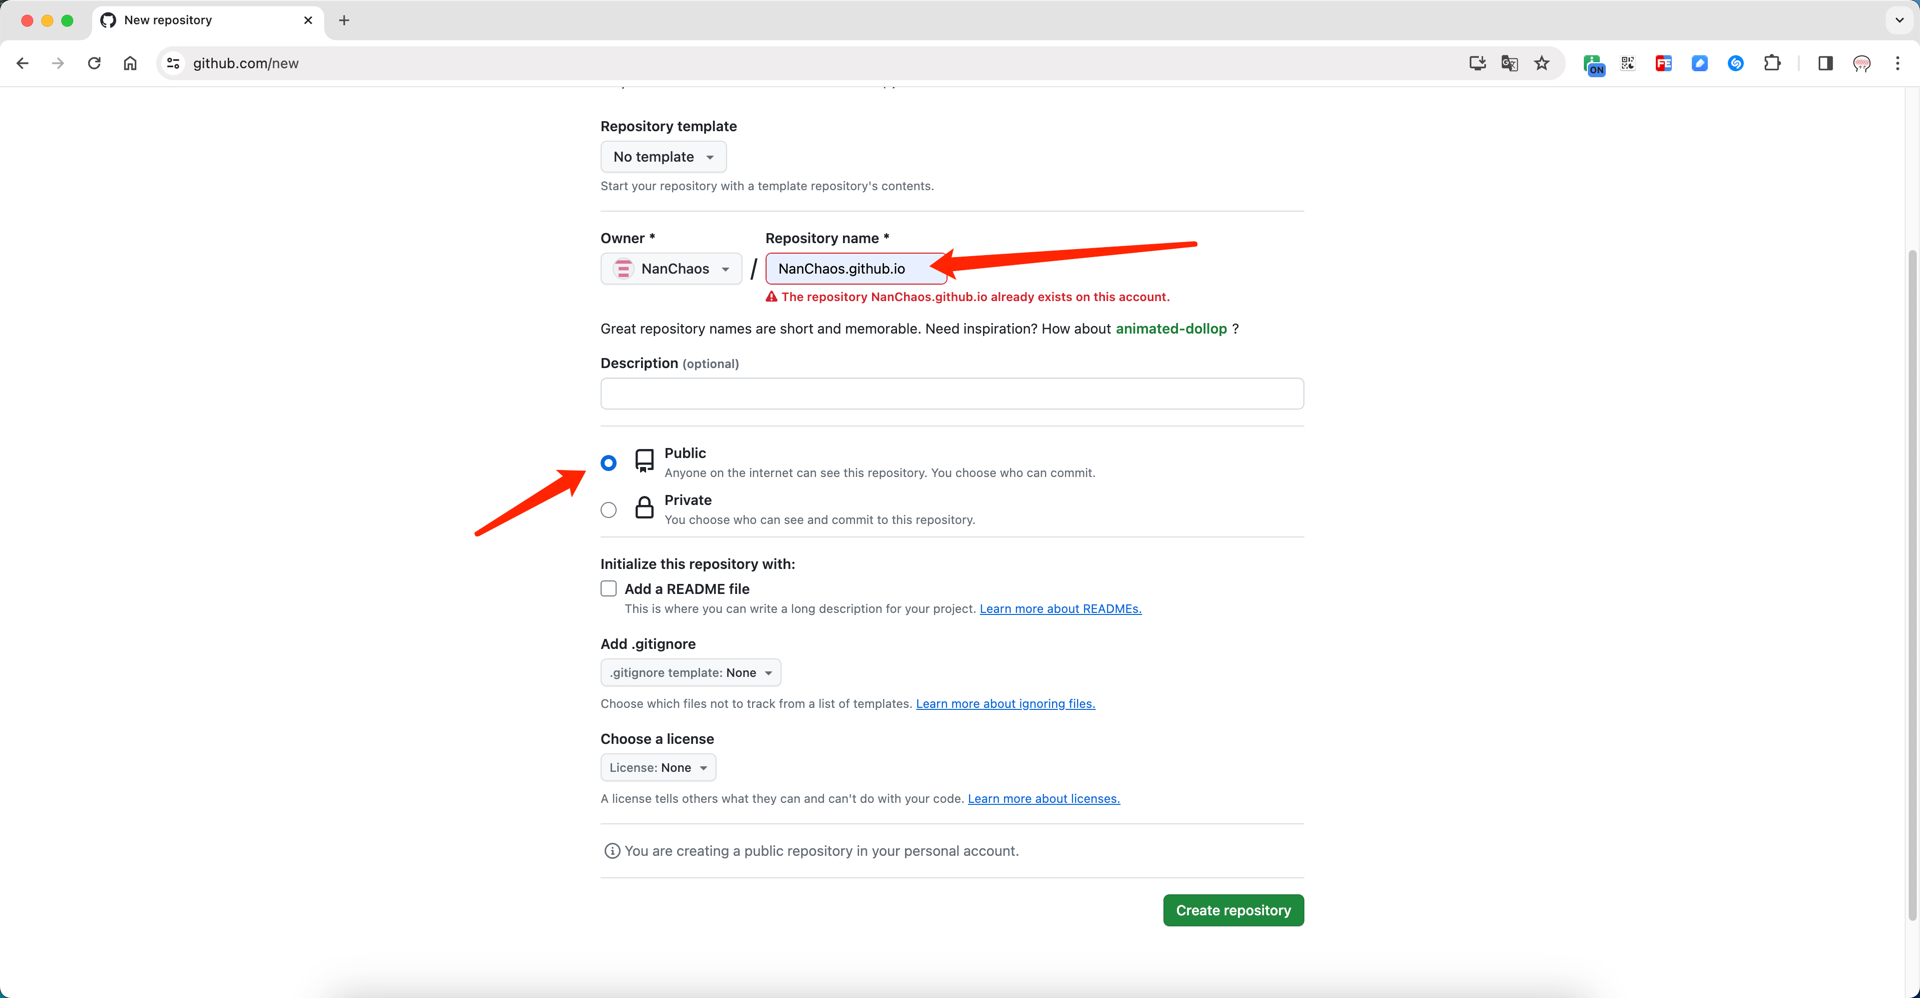 New repository
github.com/new
ON
FE
Repository template
No template
Start your repository with a template repository's contents.
Owner *
Repository name *
NanChaos
/
NanChaos.github.io
The repository NanChaos.github.io already exists on this account.
Great repository names are short and memorable. Need inspiration? How about animated-dollop ?
Description (optional)
Public
Anyone on the internet can see this repository. You choose who can commit.
Private
You choose who can see and commit to this repository.
Initialize this repository with:
Add a README file
This is where you can write a long description for your project. Learn more about READMEs.
Add .gitignore
.gitignore template: None
Choose which files not to track from a list of templates. Learn more about ignoring files.
Choose a license
License: None
A license tells others what they can and can't do with your code. Learn more about licenses.
You are creating a public repository in your personal account.
Create repository